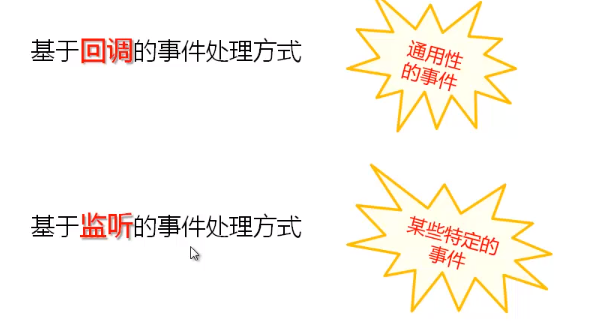 基于回调的事件处理方式
通用性
的事件
基于监听的事件处理方式
某些特定的
事件